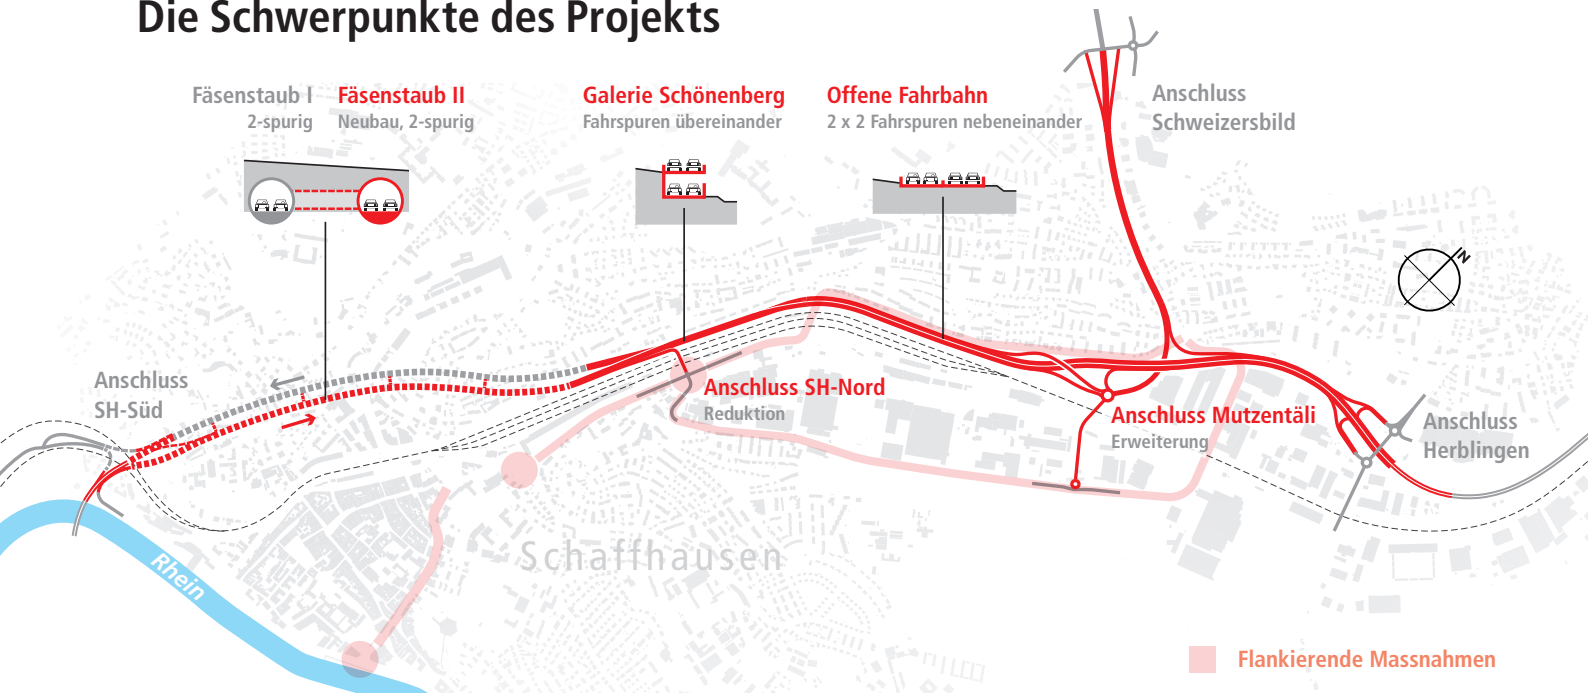 Die Schwerpunkte des Projekts
Fäsenstaub I
2-spurig
Fäsenstaub II
Neubau, 2-spurig
Galerie Schönenberg
Fahrspuren übereinander
Offene Fahrbahn
2 x 2 Fahrspuren nebeneinander
Anschluss
Schweizersbild
N
Anschluss
SH-Süd
Anschluss SH-Nord
Reduktion
Anschluss Mutzentäli
Erweiterung
Anschluss
Herblingen
Schaffhausen
Rhein
Flankierende Massnahmen